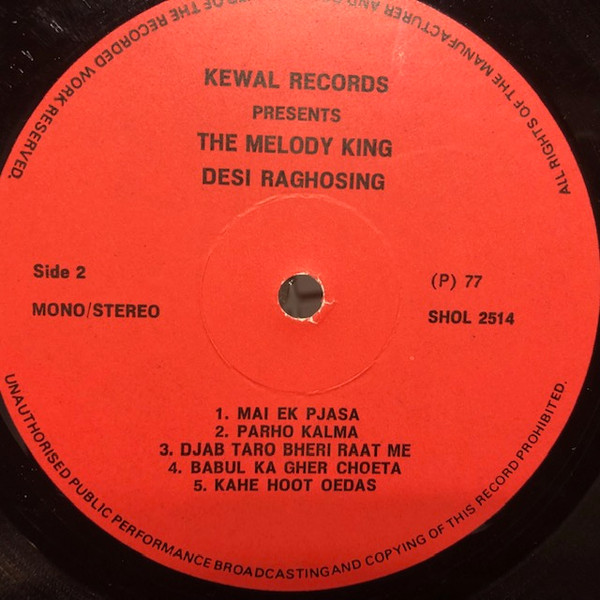 KEWAL RECORDS
PRESENTS
THE MELODY KING
DESI RAGHOSING
Side 2
MONO/STEREO
(P) 77
SHOL 2514
1. MAI EK PJASA
2. PARHO KALMA
3. DJAB TARO BHERI RAAT ME
4. BABUL KA GHER CHOETA
5. KAHE HOOT OEDAS
ALL RIGHTS OF THE MANUFACTURER AND OF THE RECORDED WORK RESERVED.
UNAUTHORISED PUBLIC PERFORMANCE BROADCASTING AND COPYING OF THIS RECORD PROHIBITED.